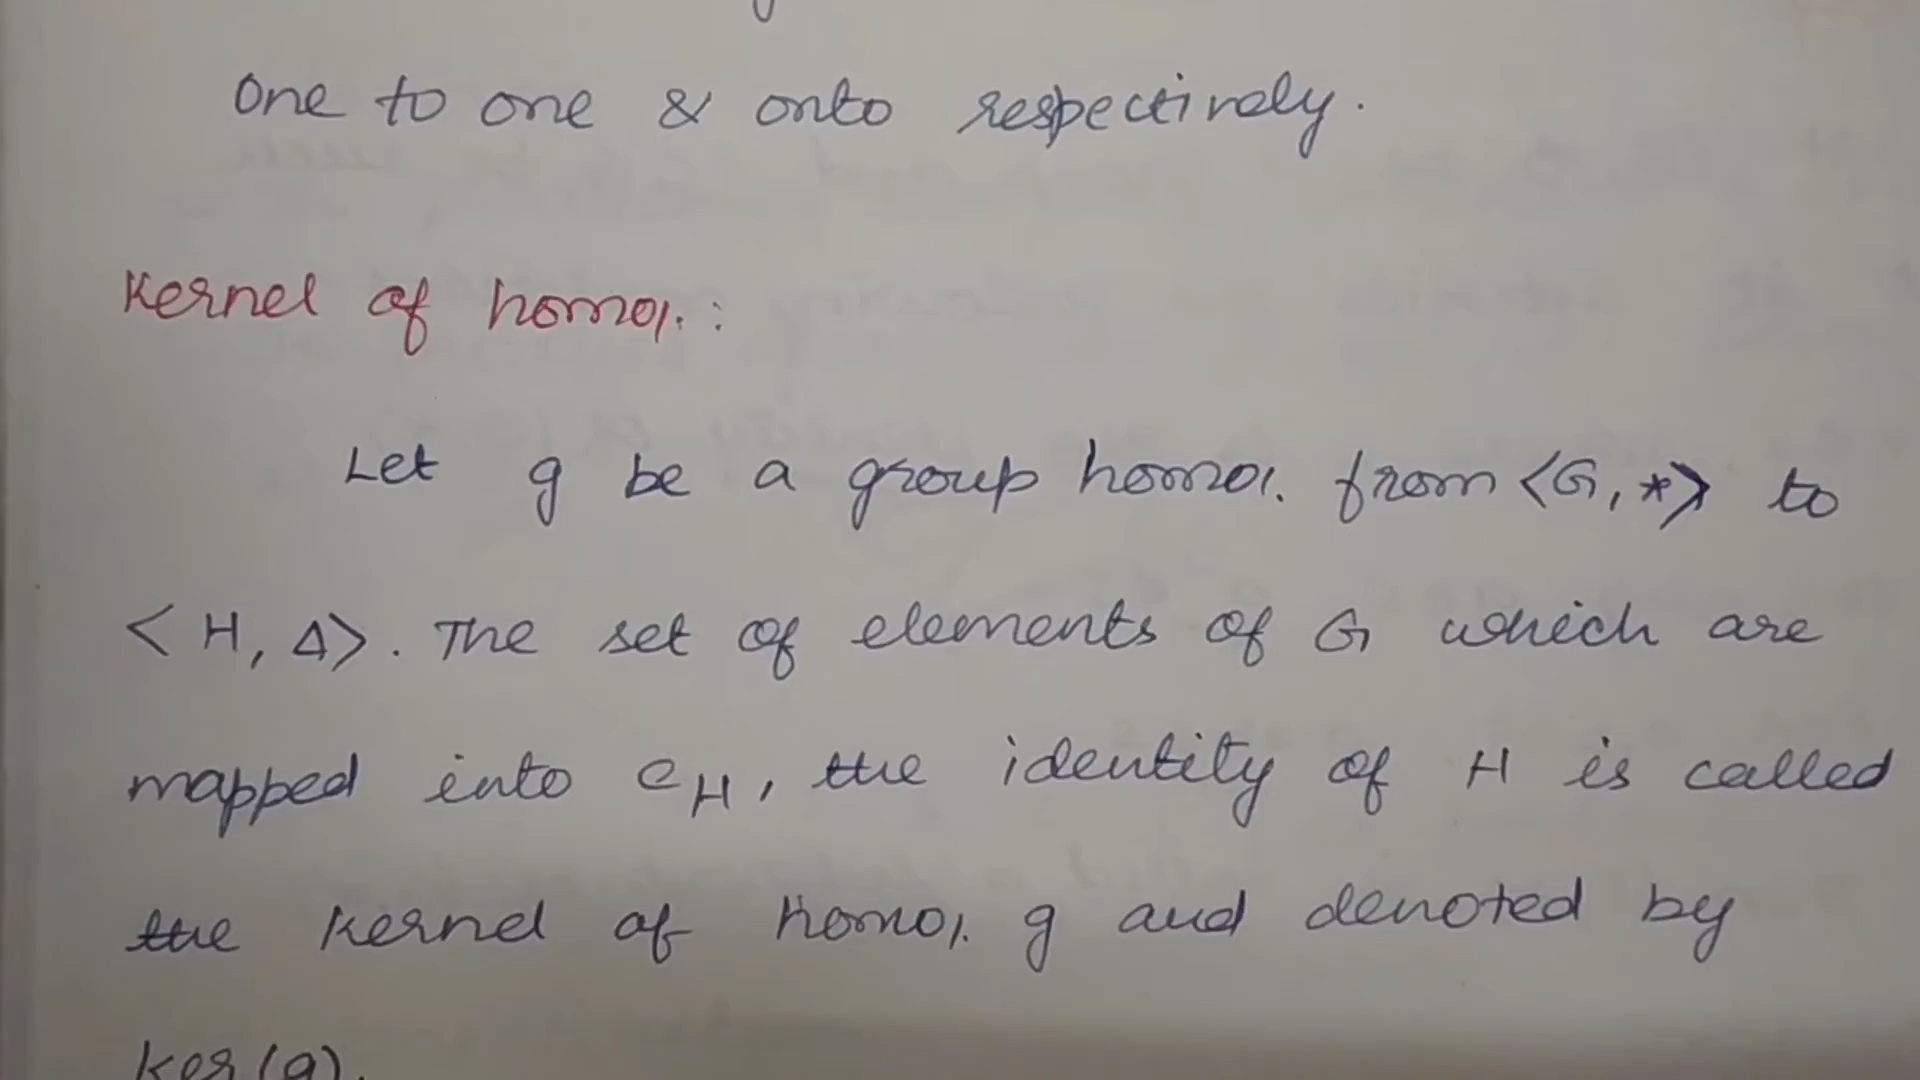 one to one & onto respectively.
Kernel of homo/. :
Let g be a group homo/. from <G, *> to
< H, Δ>. The set of elements of G which are
mapped into eH, the identity of H is called
the kernel of homo/. g and denoted by
ker (g).